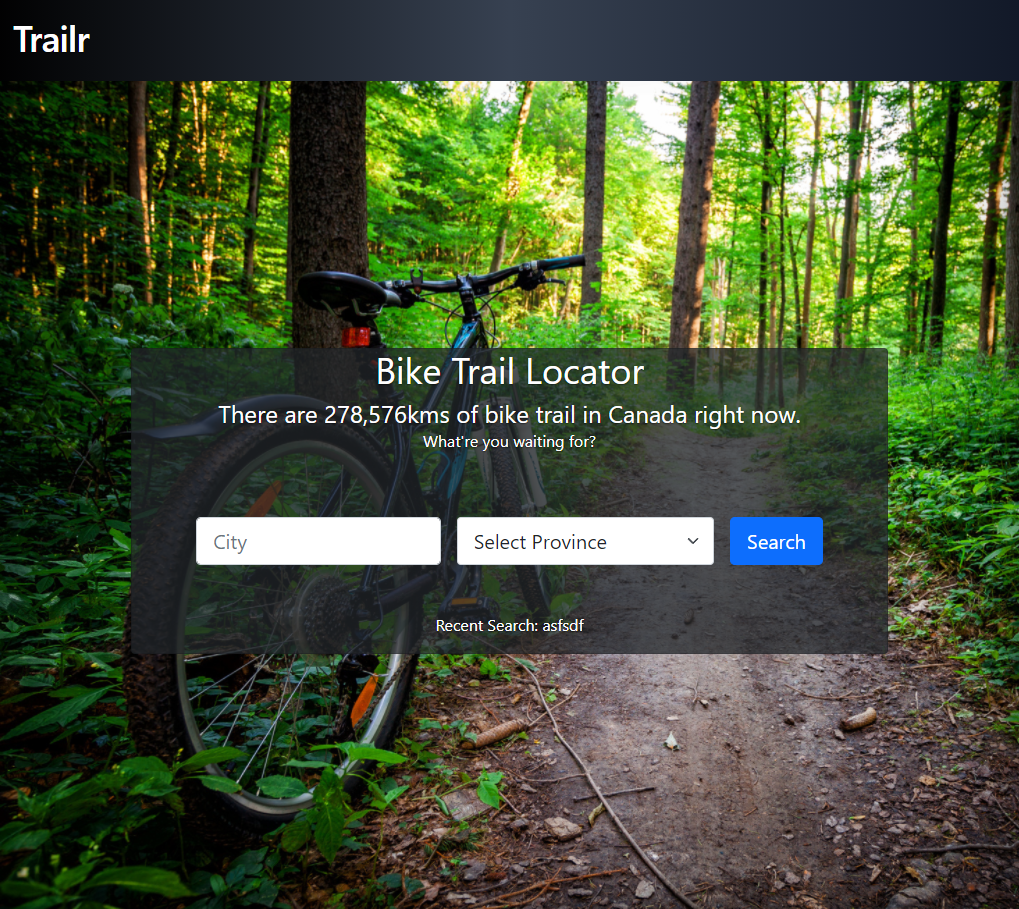 Trailr
Bike Trail Locator
There are 278,576kms of bike trail in Canada right now.
What're you waiting for?
City
Select Province
Search
Recent Search: asfsdf